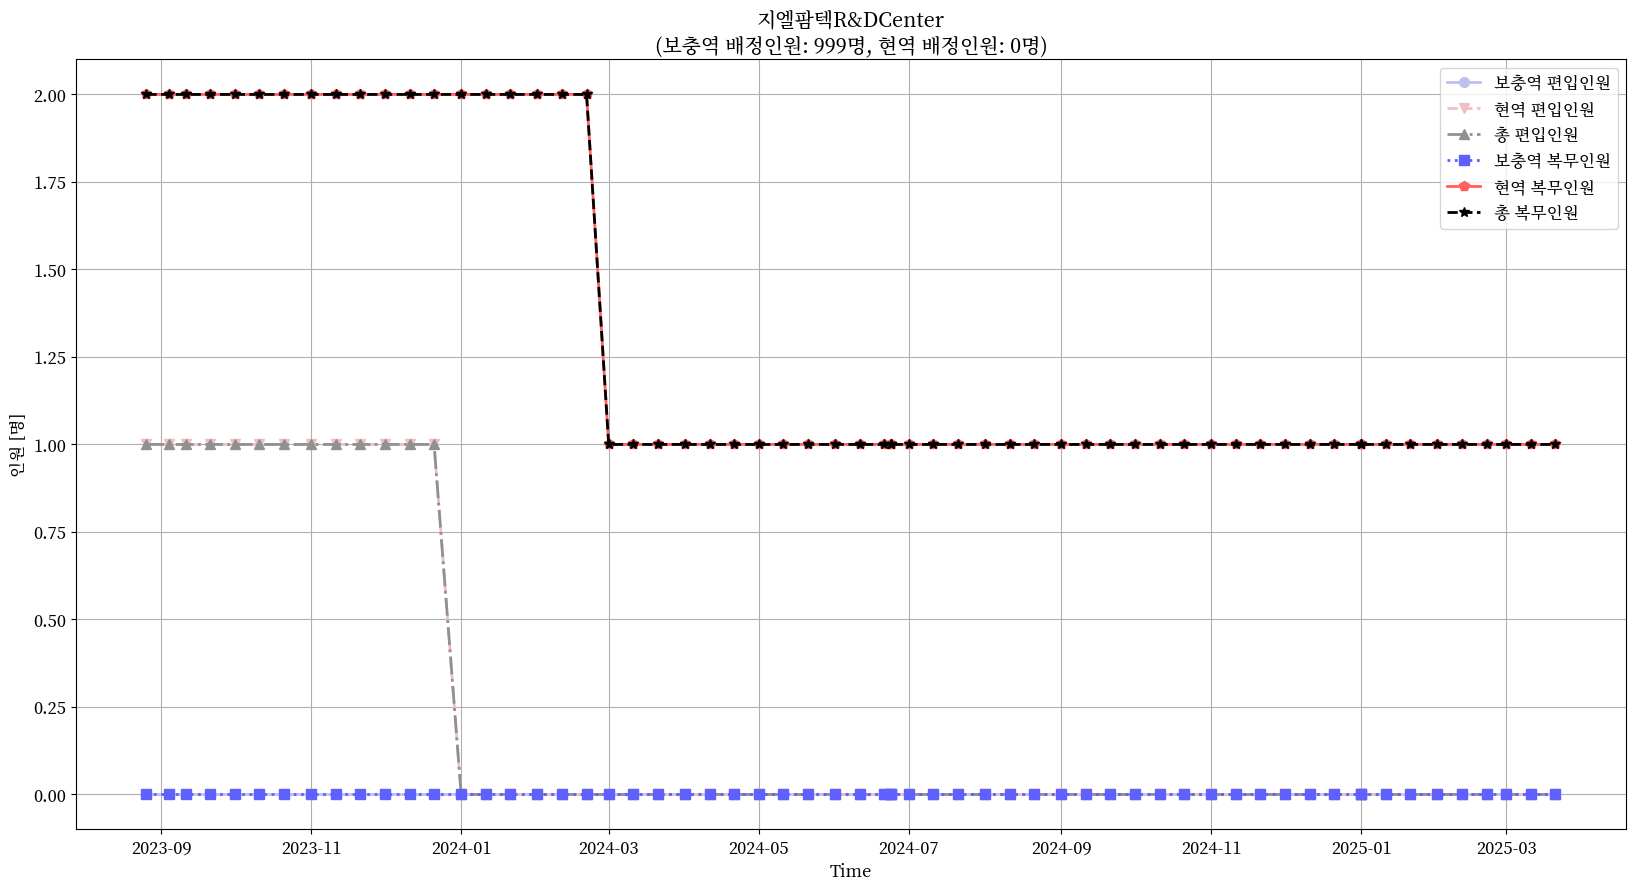 지엘팜텍R&DCenter
(보충역 배정인원: 999명, 현역 배정인원: 0명)
보충역 편입인원
현역 편입인원
총 편입인원
보충역 복무인원
현역 복무인원
총 복무인원
인원 [명]
2.00
1.75
1.50
1.25
1.00
0.75
0.50
0.25
0.00
2023-09 2023-11 2024-01 2024-03 2024-05 2024-07 2024-09 2024-11 2025-01 2025-03
Time